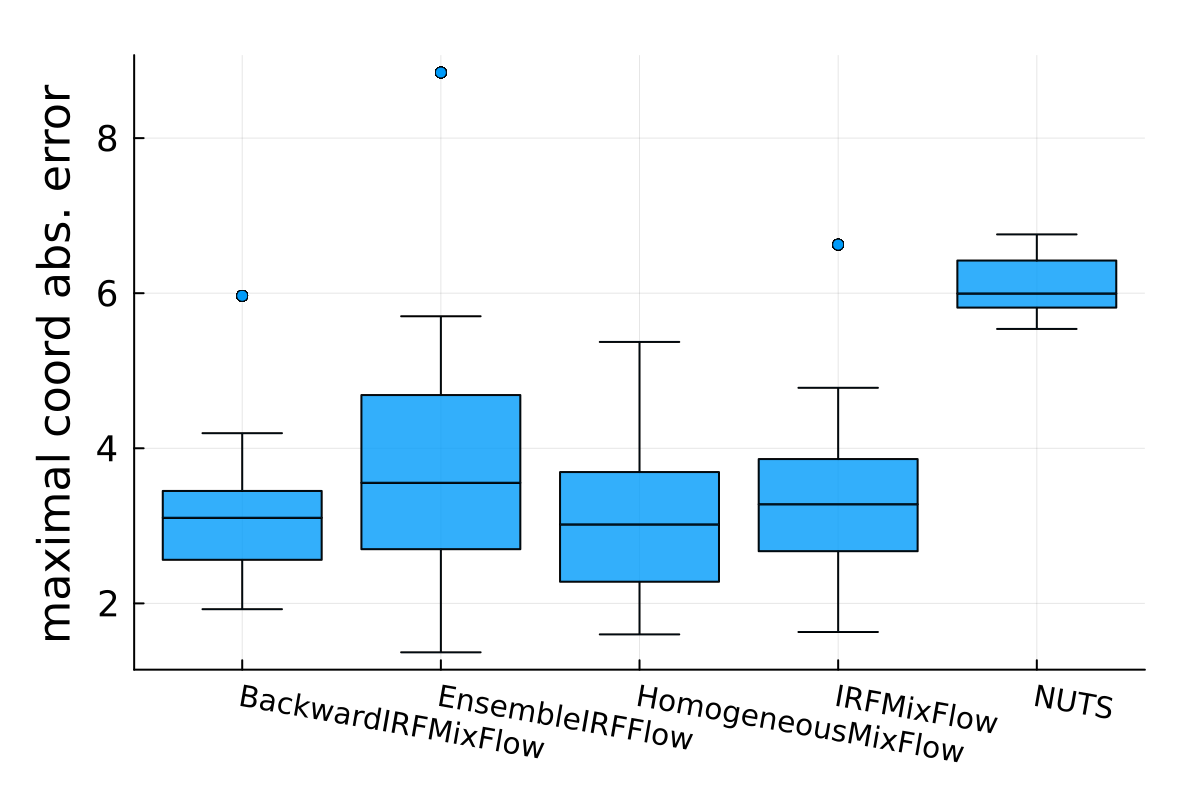 maximal coord abs. error
8
6
4
2
BackwardIRFMixFlow
EnsembleIRFFlow
HomogeneousMixFlow
IRFMixFlow
NUTS